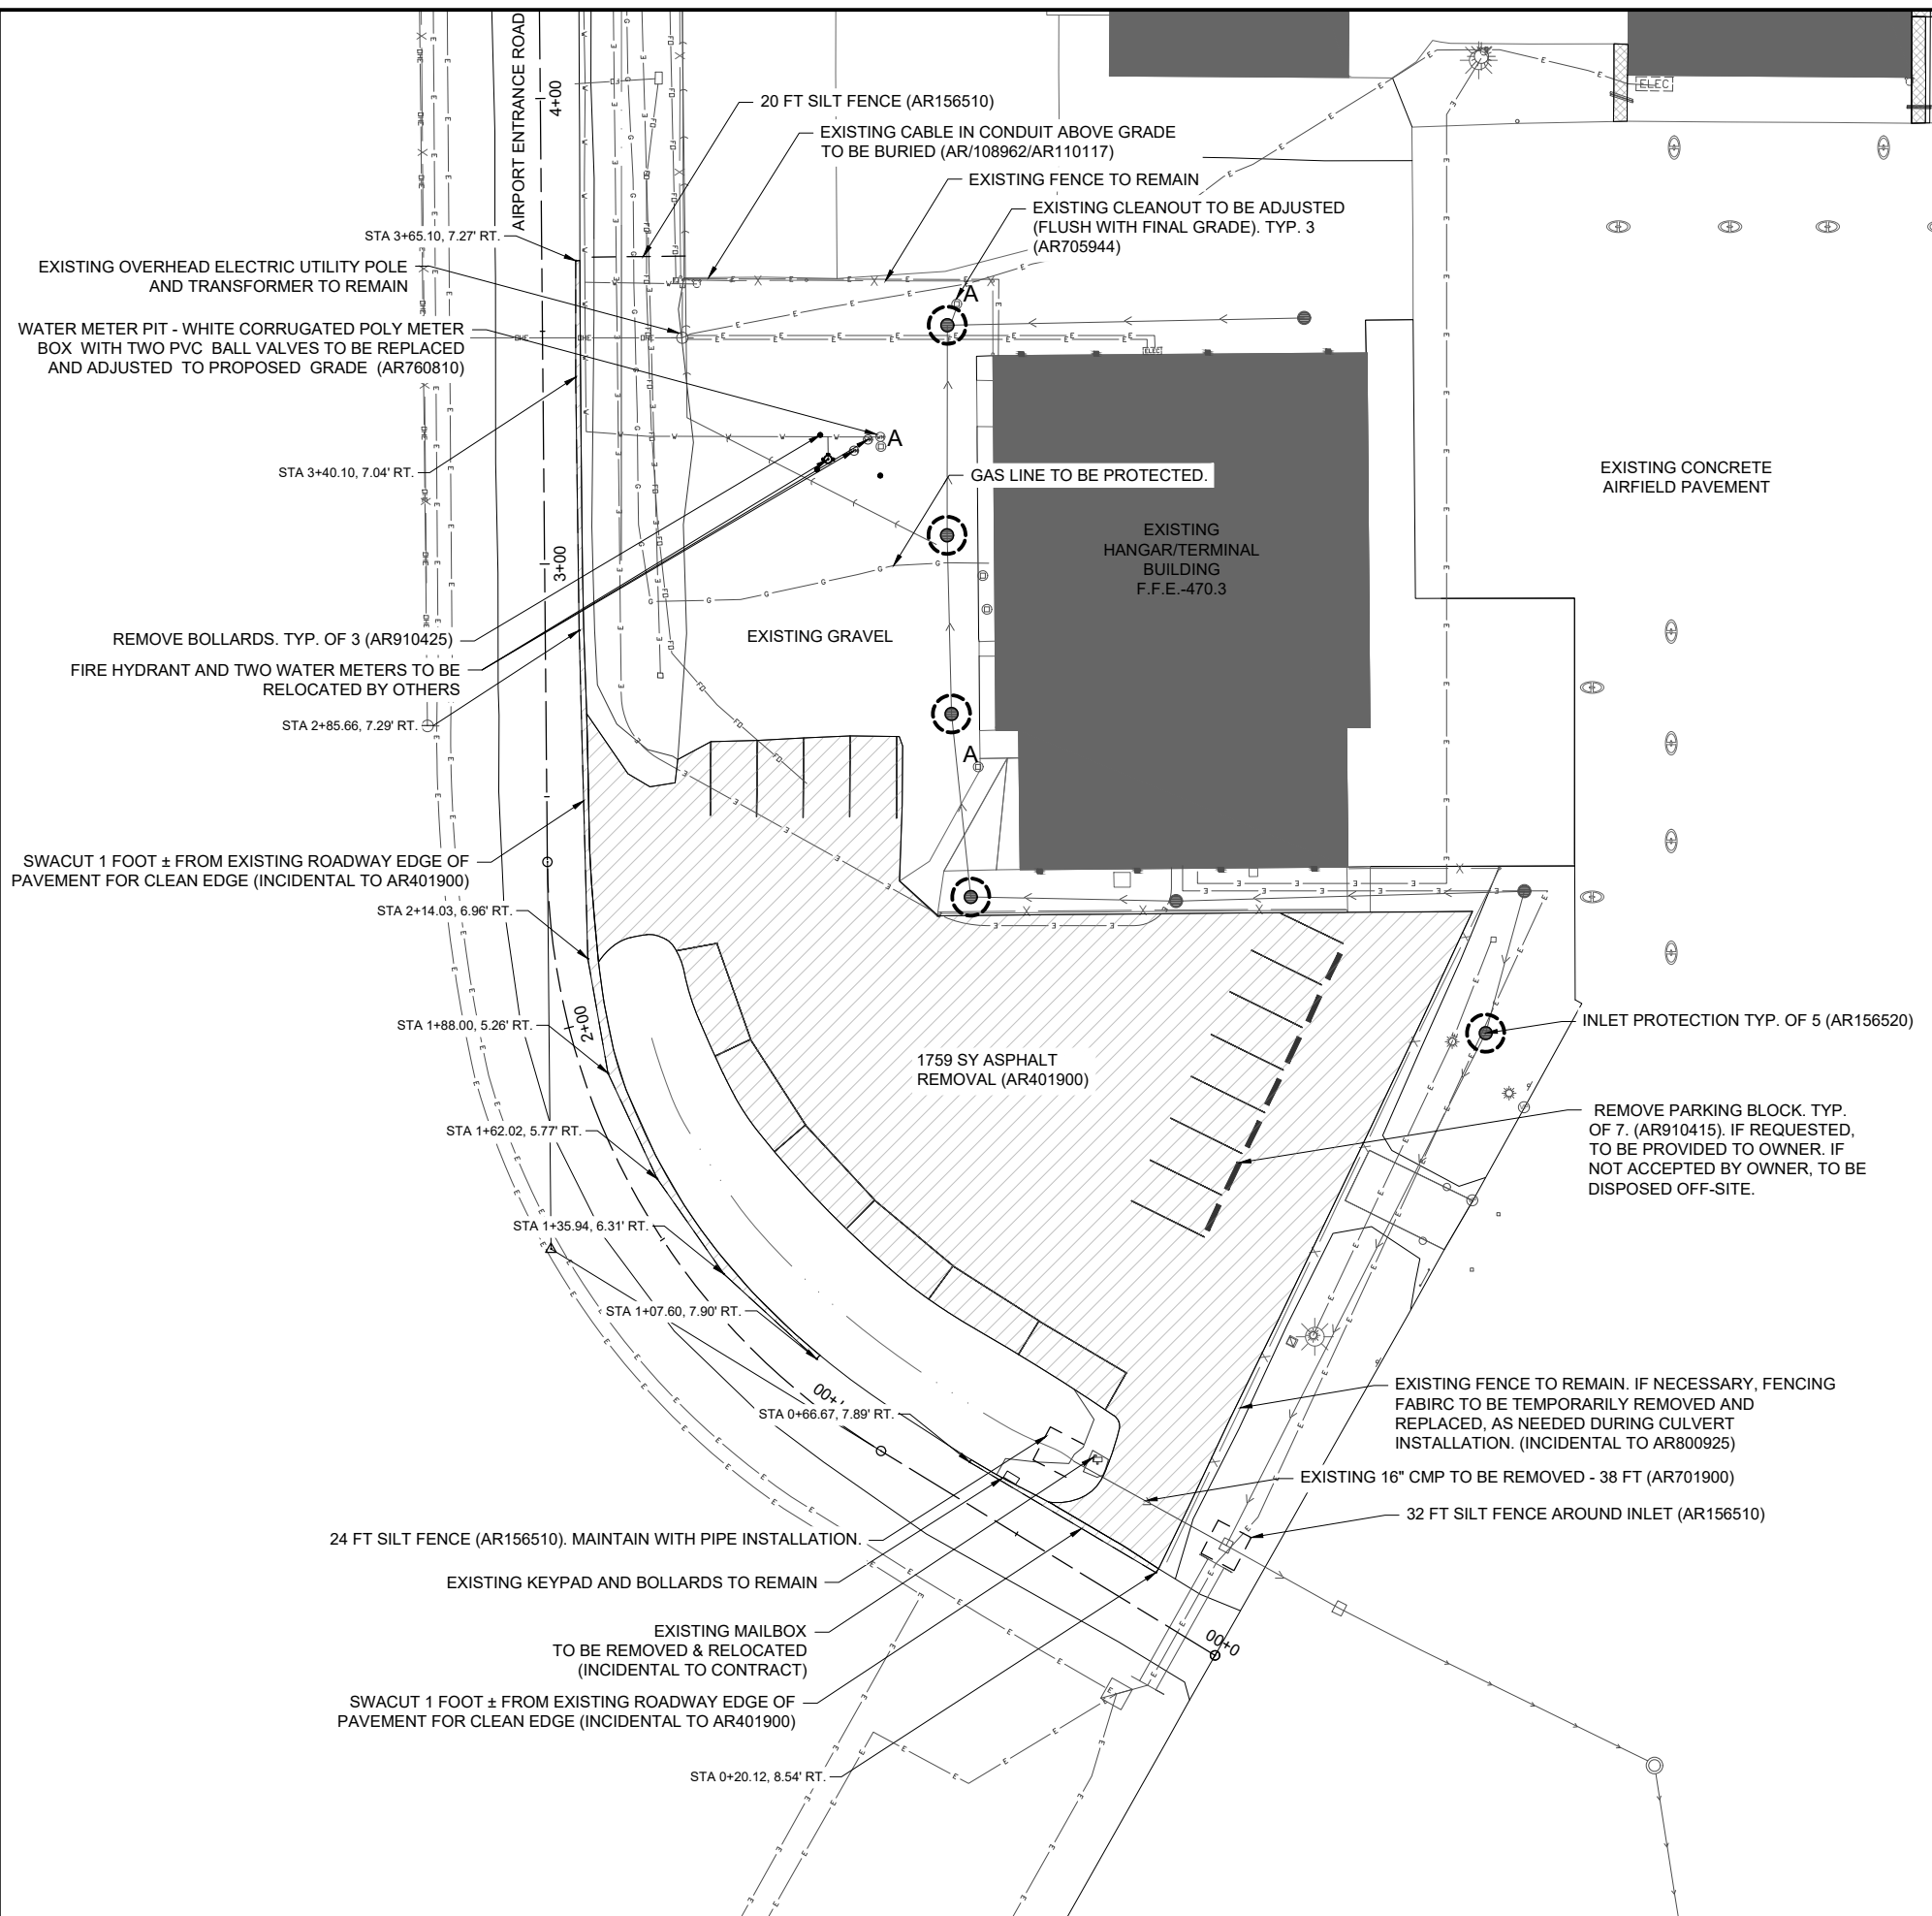 AIRPORT ENTRANCE ROAD
4+00
20 FT SILT FENCE (AR156510)
EXISTING CABLE IN CONDUIT ABOVE GRADE
TO BE BURIED (AR/108962/AR110117)
EXISTING FENCE TO REMAIN
EXISTING CLEANOUT TO BE ADJUSTED
(FLUSH WITH FINAL GRADE). TYP. 3
(AR705944)
ELEC
STA 3+65.10, 7.27' RT.
EXISTING OVERHEAD ELECTRIC UTILITY POLE
AND TRANSFORMER TO REMAIN
A
WATER METER PIT - WHITE CORRUGATED POLY METER
BOX WITH TWO PVC BALL VALVES TO BE REPLACED
AND ADJUSTED TO PROPOSED GRADE (AR760810)
ELEC
A
STA 3+40.10, 7.04' RT.
GAS LINE TO BE PROTECTED.
EXISTING CONCRETE
AIRFIELD PAVEMENT
3+00
EXISTING
HANGAR/TERMINAL
BUILDING
F.F.E.-470.3
REMOVE BOLLARDS. TYP. OF 3 (AR910425)
EXISTING GRAVEL
FIRE HYDRANT AND TWO WATER METERS TO BE
RELOCATED BY OTHERS
STA 2+85.66, 7.29' RT.
A
SWACUT 1 FOOT ± FROM EXISTING ROADWAY EDGE OF
PAVEMENT FOR CLEAN EDGE (INCIDENTAL TO AR401900)
STA 2+14.03, 6.96' RT.
2+00
STA 1+88.00, 5.26' RT.
INLET PROTECTION TYP. OF 5 (AR156520)
1759 SY ASPHALT
REMOVAL (AR401900)
STA 1+62.02, 5.77' RT.
REMOVE PARKING BLOCK. TYP.
OF 7. (AR910415). IF REQUESTED,
TO BE PROVIDED TO OWNER. IF
NOT ACCEPTED BY OWNER, TO BE
DISPOSED OFF-SITE.
STA 1+35.94, 6.31' RT.
STA 1+07.60, 7.90' RT.
1+00
STA 0+66.67, 7.89' RT.
EXISTING FENCE TO REMAIN. IF NECESSARY, FENCING
FABIRC TO BE TEMPORARILY REMOVED AND
REPLACED, AS NEEDED DURING CULVERT
INSTALLATION. (INCIDENTAL TO AR800925)
EXISTING 16" CMP TO BE REMOVED - 38 FT (AR701900)
32 FT SILT FENCE AROUND INLET (AR156510)
24 FT SILT FENCE (AR156510). MAINTAIN WITH PIPE INSTALLATION.
EXISTING KEYPAD AND BOLLARDS TO REMAIN
EXISTING MAILBOX
TO BE REMOVED & RELOCATED
(INCIDENTAL TO CONTRACT)
0+00
SWACUT 1 FOOT ± FROM EXISTING ROADWAY EDGE OF
PAVEMENT FOR CLEAN EDGE (INCIDENTAL TO AR401900)
STA 0+20.12, 8.54' RT.